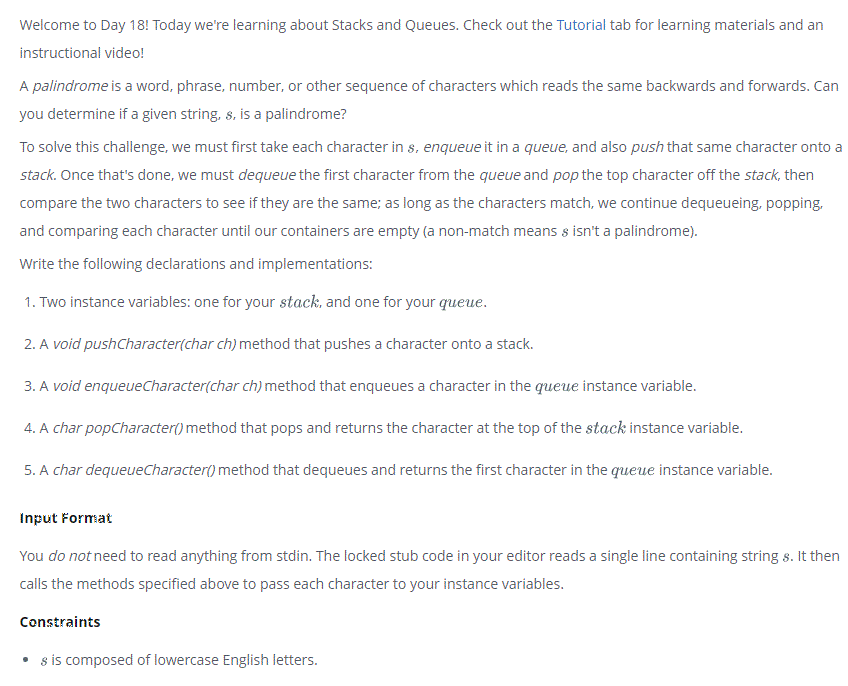 Welcome to Day 18! Today we're learning about Stacks and Queues. Check out the Tutorial tab for learning materials and an
instructional video!
A palindrome is a word, phrase, number, or other sequence of characters which reads the same backwards and forwards. Can
you determine if a given string, s, is a palindrome?
To solve this challenge, we must first take each character in s, enqueue it in a queue, and also push that same character onto a
stack. Once that's done, we must dequeue the first character from the queue and pop the top character off the stack, then
compare the two characters to see if they are the same; as long as the characters match, we continue dequeueing, popping,
and comparing each character until our containers are empty (a non-match means s isn't a palindrome).
Write the following declarations and implementations:
1. Two instance variables: one for your stack, and one for your queue.
2. A void pushCharacter(char ch) method that pushes a character onto a stack.
3. A void enqueueCharacter(char ch) method that enqueues a character in the queue instance variable.
4. A char popCharacter() method that pops and returns the character at the top of the stack instance variable.
5. A char dequeueCharacter() method that dequeues and returns the first character in the queue instance variable.
Input Format
You do not need to read anything from stdin. The locked stub code in your editor reads a single line containing string s. It then
calls the methods specified above to pass each character to your instance variables.
Constraints
• s is composed of lowercase English letters.